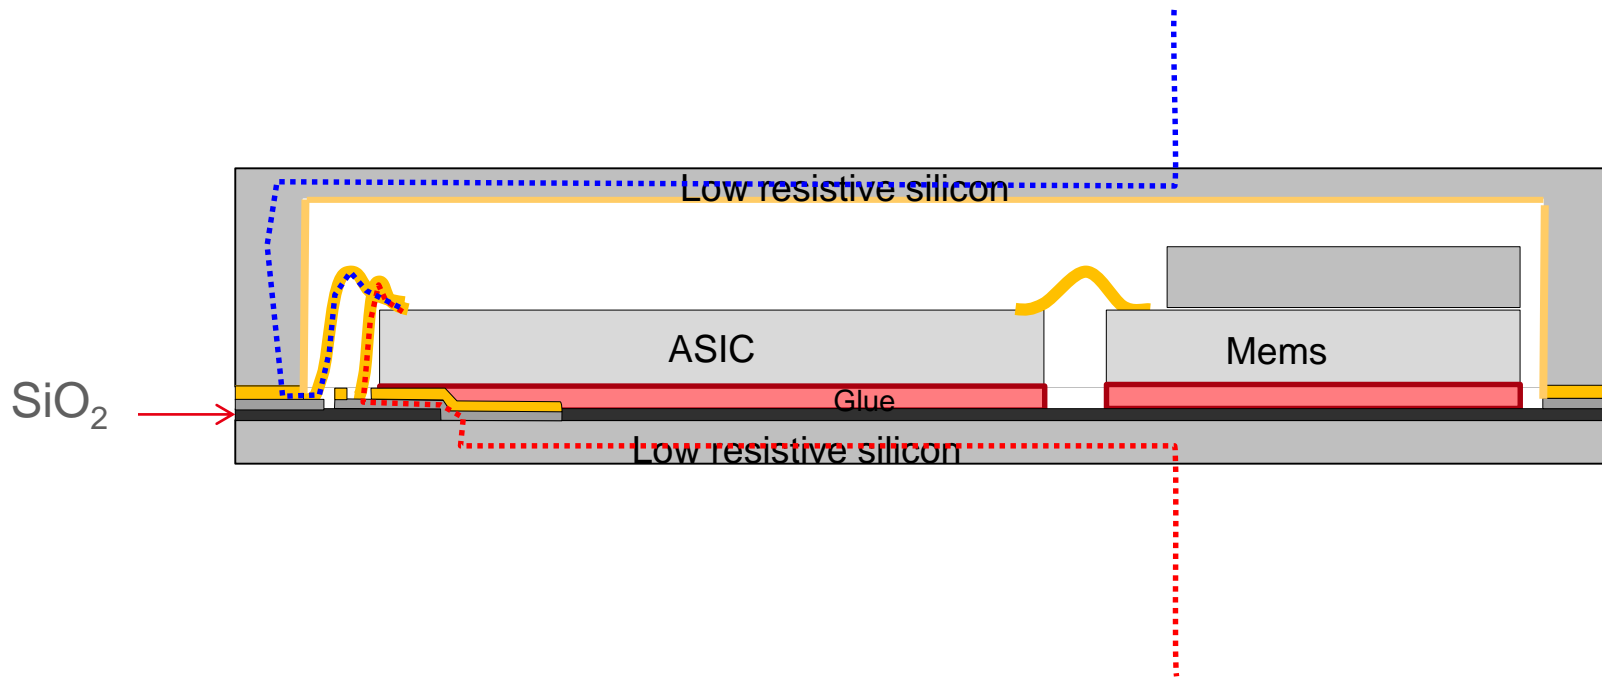 Low resistive silicon
ASIC
Mems
SiO₂
Glue
Low resistive silicon